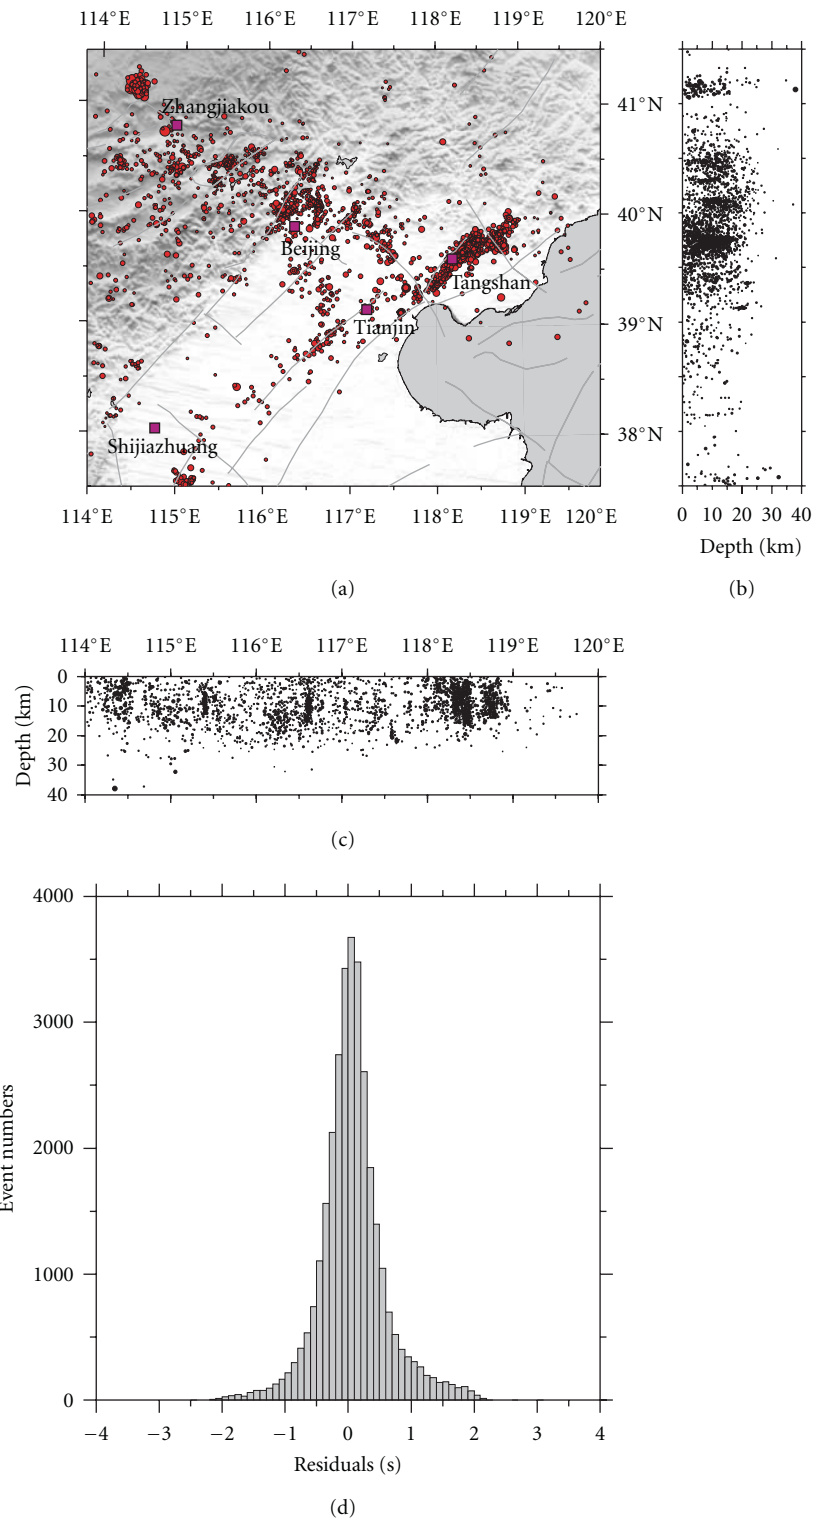 114°E 115°E 116°E 117°E 118°E 119°E 120°E
41°N
40°N
39°N
38°N
Zhangjiakou
Beijing
Tangshan
Tianjin
Shijiazhuang
114°E 115°E 116°E 117°E 118°E 119°E 120°E
0 10 20 30 40
Depth (km)
(a)
(b)
114°E 115°E 116°E 117°E 118°E 119°E 120°E
0
10
20
30
40
Depth (km)
(c)
4000
3000
2000
1000
0
Event numbers
−4 −3 −2 −1 0 1 2 3 4
Residuals (s)
(d)